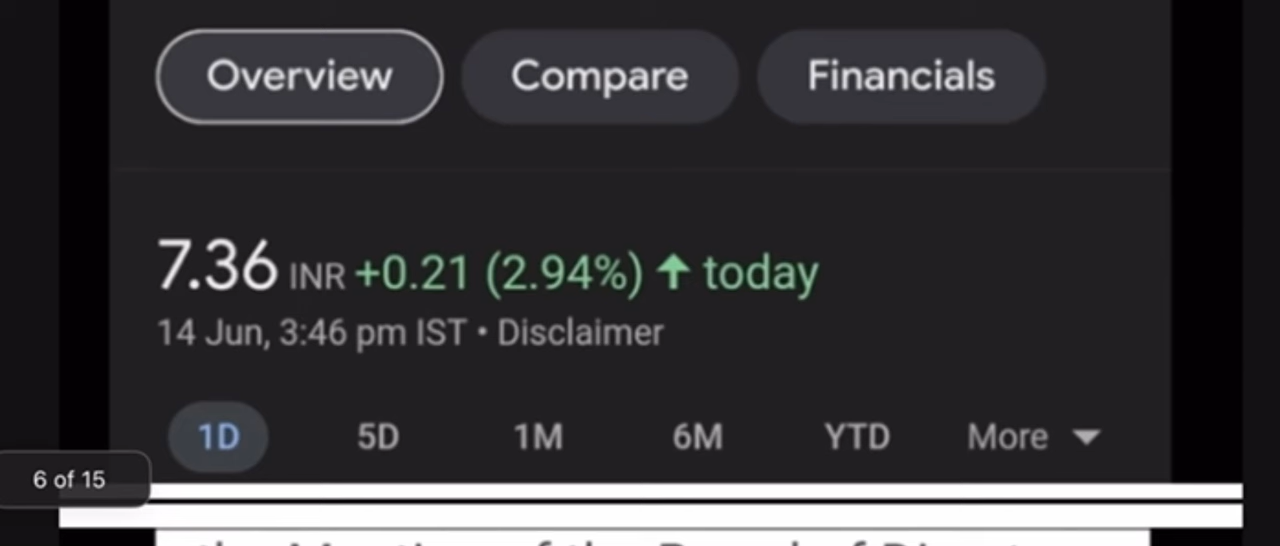 Overview Compare Financials
7.36 INR +0.21 (2.94%) ↑ today
14 Jun, 3:46 pm IST • Disclaimer
1D 5D 1M 6M YTD More
6 of 15